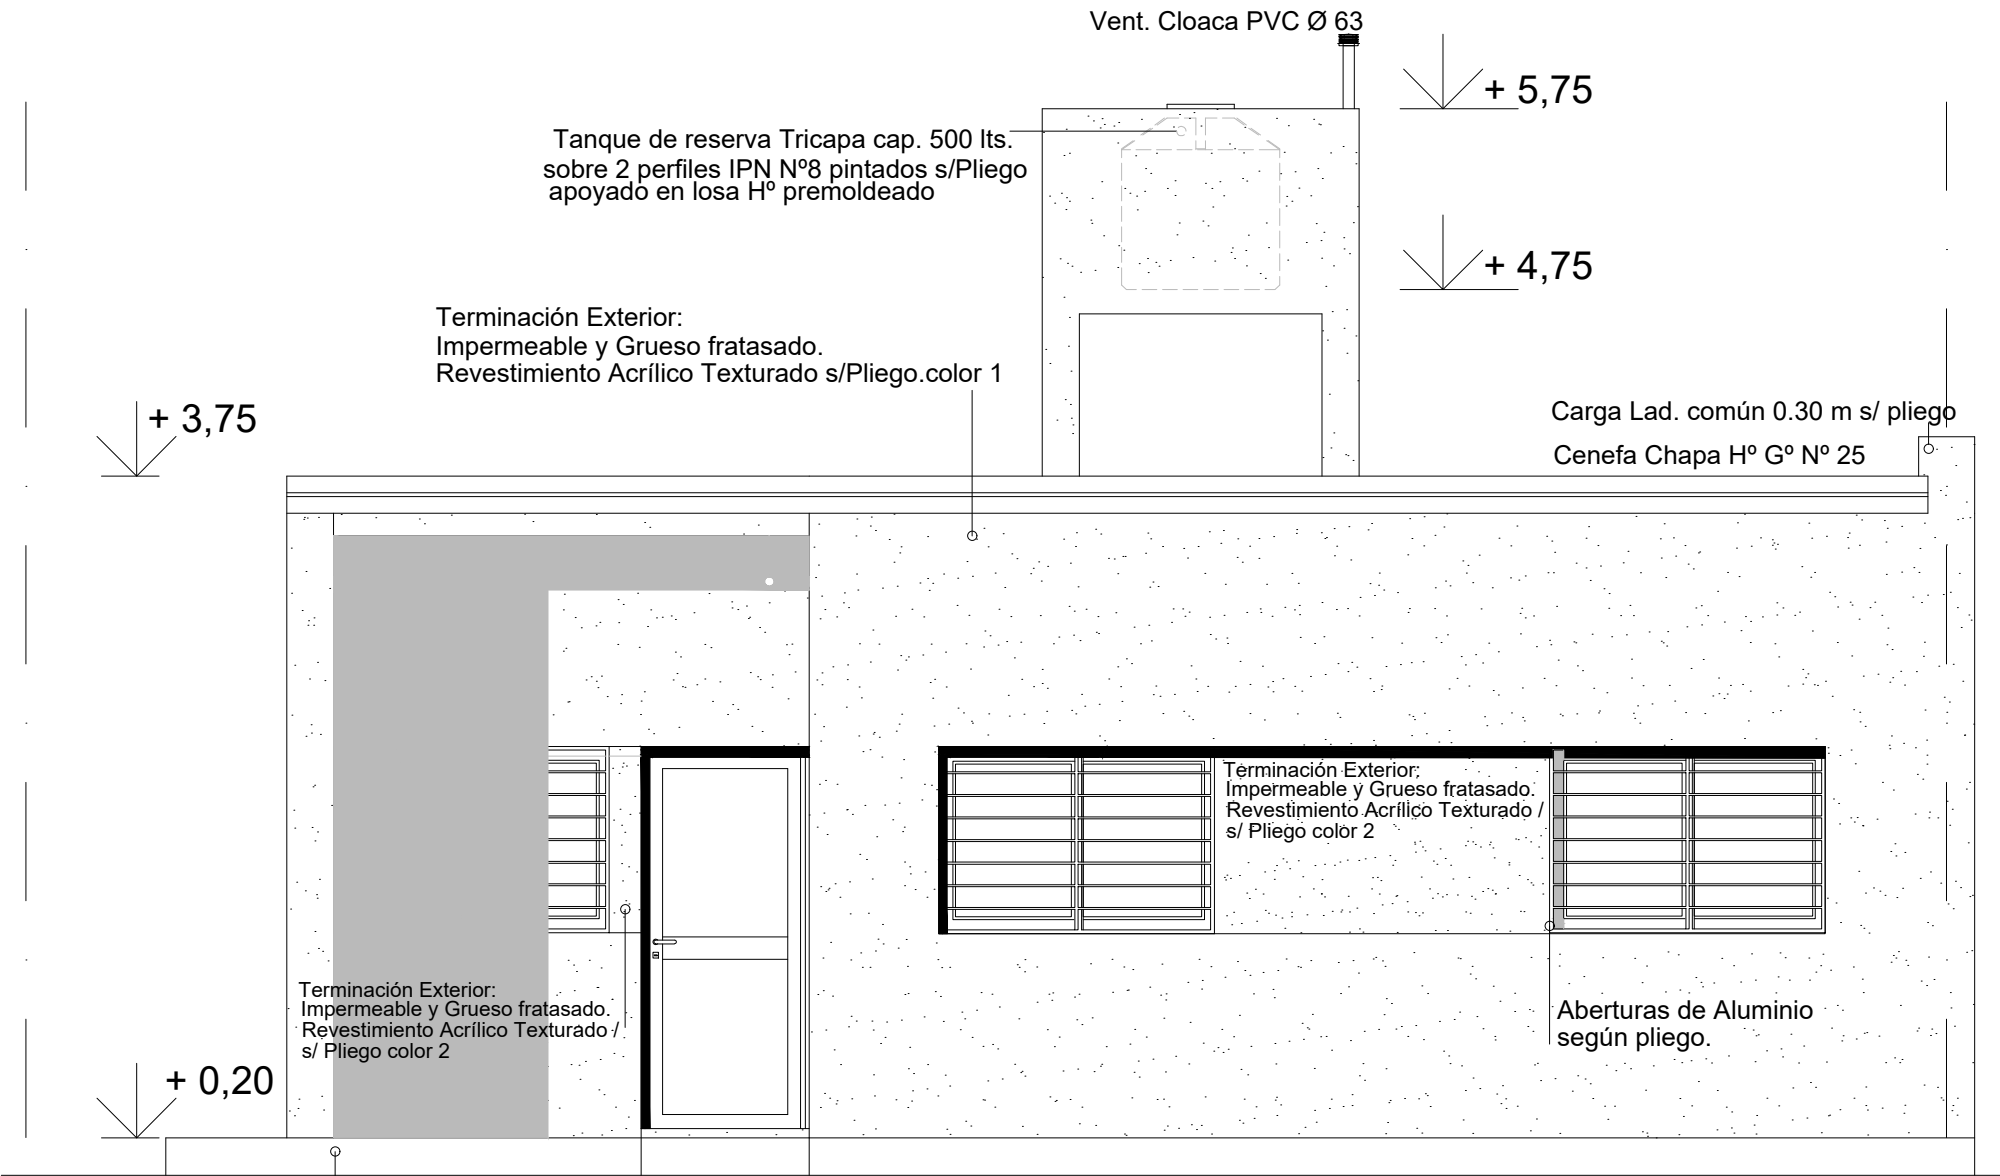 Vent. Cloaca PVC Ø 63
+ 5,75
Tanque de reserva Tricapa cap. 500 lts.
sobre 2 perfiles IPN Nº8 pintados s/Pliego
apoyado en losa Hº premoldeado
+ 4,75
Terminación Exterior:
Impermeable y Grueso fratasado.
Revestimiento Acrílico Texturado s/Pliego.color 1
+ 3,75
Carga Lad. común 0.30 m s/ pliego
Cenefa Chapa Hº Gº Nº 25
Terminación Exterior:
Impermeable y Grueso fratasado.
Revestimiento Acrílico Texturado /
s/ Pliego color 2
Terminación Exterior:
Impermeable y Grueso fratasado.
Revestimiento Acrílico Texturado /
s/ Pliego color 2
Aberturas de Aluminio
según pliego.
+ 0,20